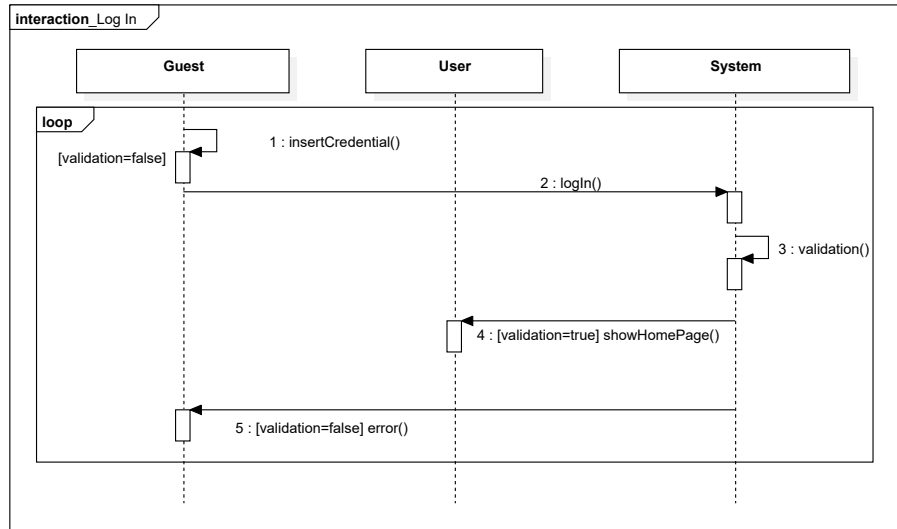 interaction_Log In
Guest
User
System
loop
1 : insertCredential()
[validation=false]
2 : logIn()
3 : validation()
4 : [validation=true] showHomePage()
5 : [validation=false] error()